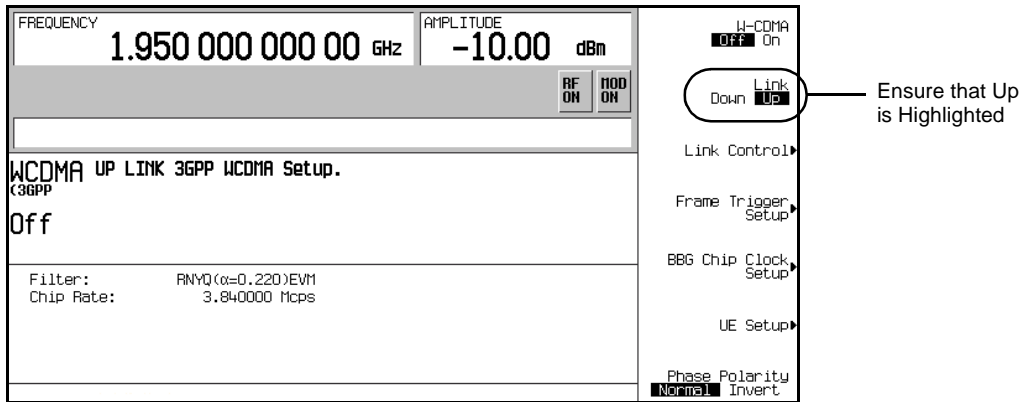 FREQUENCY
1.950 000 000 00 GHz
AMPLITUDE
-10.00 dBm
RF ON
MOD ON
WCDMA UP LINK 3GPP WCDMA Setup.
(3GPP
Off
Filter: RNYQ(α=0.220)EVM
Chip Rate: 3.840000 Mcps
W-CDMA
Off On
Link
Down Up
Link Control
Frame Trigger
Setup
BBG Chip Clock
Setup
UE Setup
Phase Polarity
Normal Invert
Ensure that Up
is Highlighted